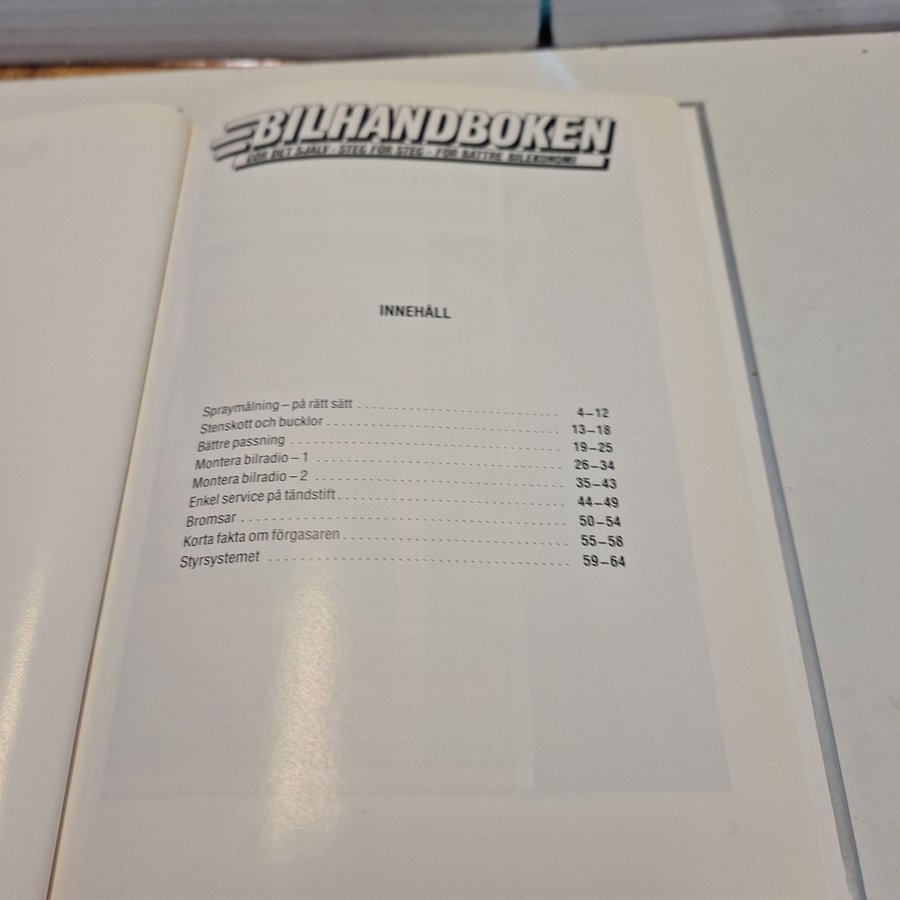 BILHANDBOKEN
GÖR DET SJÄLV · STEG FÖR STEG · FÖR BÄTTRE BILEKONOMI
INNEHÅLL
Spraymålning – på rätt sätt 4–12
Stenskott och bucklor 13–18
Bättre passning 19–25
Montera bilradio – 1 26–34
Montera bilradio – 2 35–43
Enkel service på tändstift 44–49
Bromsar 50–54
Korta fakta om förgasaren 55–58
Styrsystemet 59–64